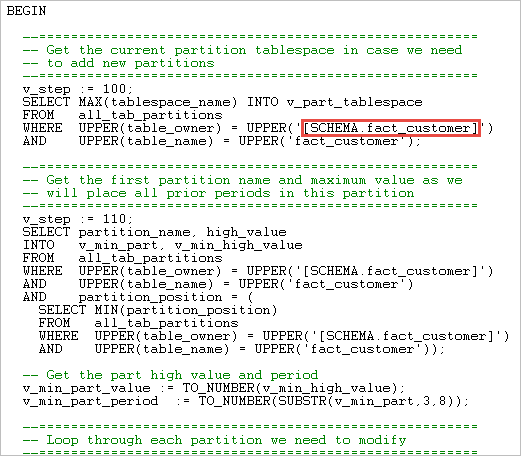 BEGIN
--========================================================
-- Get the current partition tablespace in case we need
-- to add new partitions
--========================================================
v_step := 100;
SELECT MAX(tablespace_name) INTO v_part_tablespace
FROM   all_tab_partitions
WHERE  UPPER(table_owner) = UPPER('[SCHEMA.fact_customer]')
AND    UPPER(table_name) = UPPER('fact_customer');
--========================================================
-- Get the first partition name and maximum value as we
-- will place all prior periods in this partition
--========================================================
v_step := 110;
SELECT partition_name, high_value
INTO   v_min_part, v_min_high_value
FROM   all_tab_partitions
WHERE  UPPER(table_owner) = UPPER('[SCHEMA.fact_customer]')
AND    UPPER(table_name) = UPPER('fact_customer')
AND    partition_position = (
SELECT MIN(partition_position)
FROM   all_tab_partitions
WHERE  UPPER(table_owner) = UPPER('[SCHEMA.fact_customer]')
AND    UPPER(table_name) = UPPER('fact_customer'));
-- Get the part high value and period
v_min_part_value := TO_NUMBER(v_min_high_value);
v_min_part_period  := TO_NUMBER(SUBSTR(v_min_part,3,8));
--========================================================
-- Loop through each partition we need to modify
--========================================================